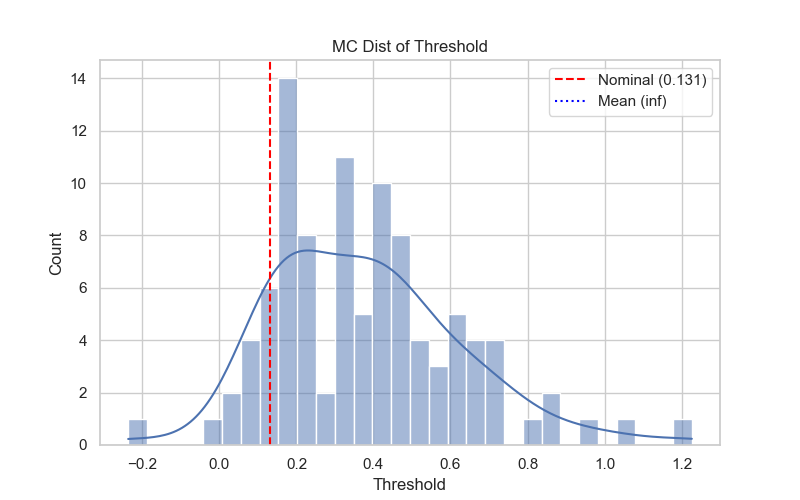 MC Dist of Threshold
Nominal (0.131)
Mean (inf)
Count
14
12
10
8
6
4
2
0
−0.2 0.0 0.2 0.4 0.6 0.8 1.0 1.2
Threshold